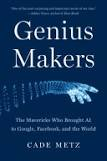 Genius
Makers
The Mavericks Who Brought AI
to Google, Facebook, and the World
CADE METZ